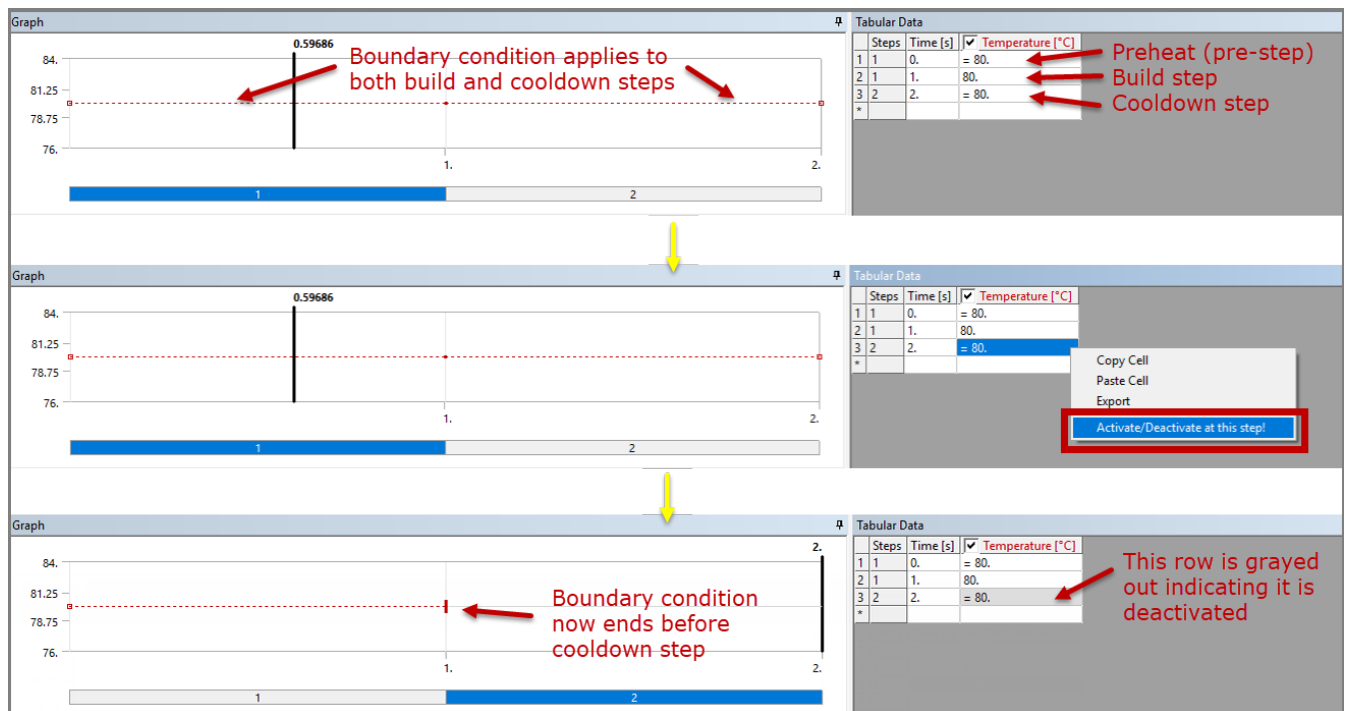 Graph
0.59686
84.
81.25
78.75
76.
1.
2.
1
2
Boundary condition applies to
both build and cooldown steps
Tabular Data
Steps Time [s] Temperature [°C]
1 1 0. = 80.
2 1 1. 80.
3 2 2. = 80.
*
Preheat (pre-step)
Build step
Cooldown step
Graph
0.59686
84.
81.25
78.75
76.
1.
2.
1
2
Tabular Data
Steps Time [s] Temperature [°C]
1 1 0. = 80.
2 1 1. 80.
3 2 2. = 80.
*
Copy Cell
Paste Cell
Export
Activate/Deactivate at this step!
Graph
2.
84.
81.25
78.75
76.
1.
2.
1
2
Boundary condition
now ends before
cooldown step
Tabular Data
Steps Time [s] Temperature [°C]
1 1 0. = 80.
2 1 1. 80.
3 2 2. = 80.
*
This row is grayed
out indicating it is
deactivated